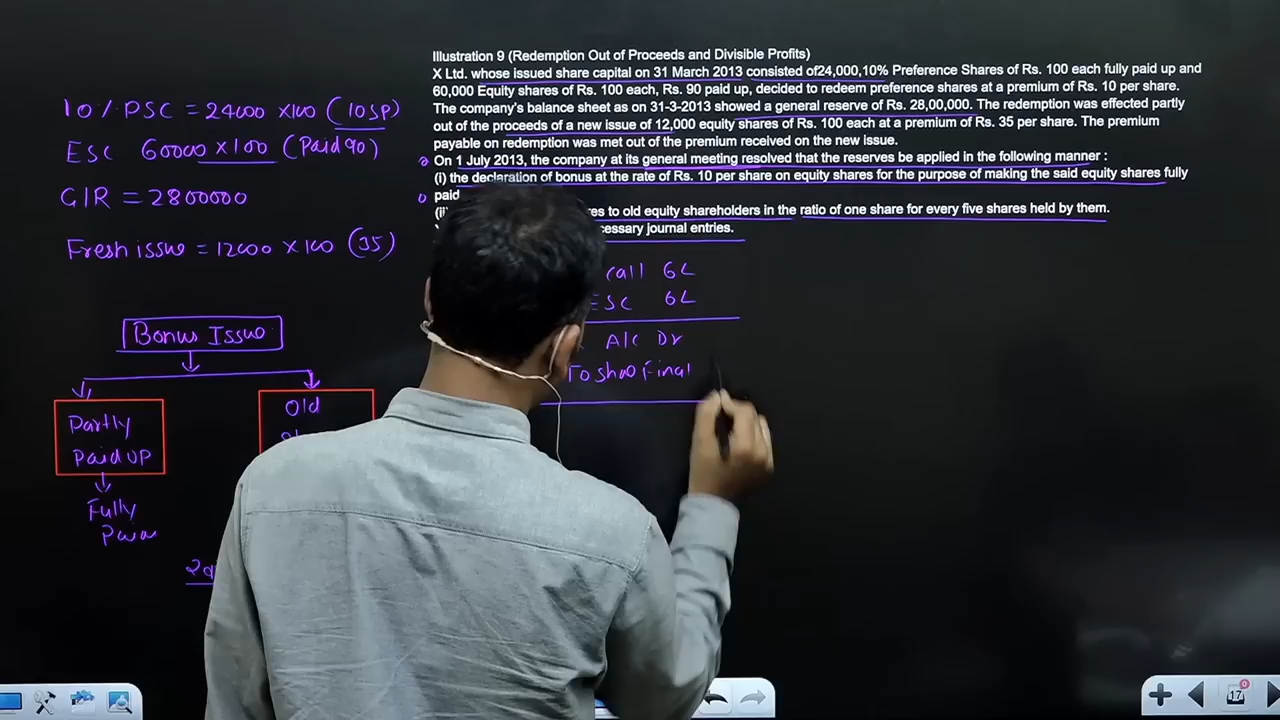 Illustration 9 (Redemption Out of Proceeds and Divisible Profits)
X Ltd. whose issued share capital on 31 March 2013 consisted of24,000,10% Preference Shares of Rs. 100 each fully paid up and
60,000 Equity shares of Rs. 100 each, Rs. 90 paid up, decided to redeem preference shares at a premium of Rs. 10 per share.
The company's balance sheet as on 31-3-2013 showed a general reserve of Rs. 28,00,000. The redemption was effected partly
out of the proceeds of a new issue of 12,000 equity shares of Rs. 100 each at a premium of Rs. 35 per share. The premium
payable on redemption was met out of the premium received on the new issue.
On 1 July 2013, the company at its general meeting resolved that the reserves be applied in the following manner :
(i) the declaration of bonus at the rate of Rs. 10 per share on equity shares for the purpose of making the said equity shares fully
paid
to old equity shareholders in the ratio of one share for every five shares held by them.
journal entries.
10% PSC = 24000 × 100 (10SP)
ESC 60000 × 100 (Paid 90)
G/R = 2800000
Fresh issue = 12000 × 100 (35)
Bonus Issue
Partly
Paid UP
Fully
Old
call 6L
ESC 6L
A/c Dr
To Final
17